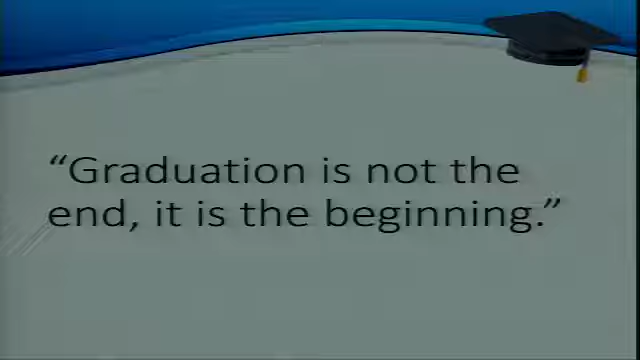 “Graduation is not the
end, it is the beginning.”